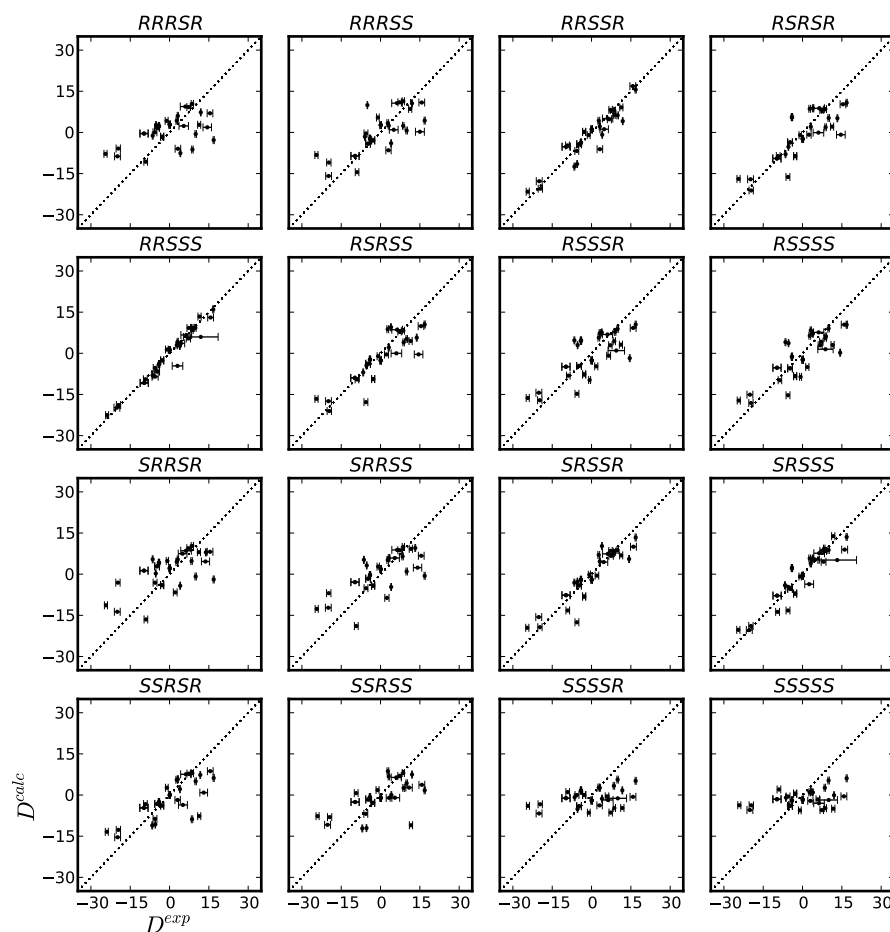 RRRSR RRRSS RRSSR RSRSR
30
15
0
−15
−30
RRSSS RSRSS RSSSR RSSSS
30
15
0
−15
−30
SRRSR SRRSS SRSSR SRSSS
30
15
0
−15
−30
SSRSR SSRSS SSSSR SSSSS
30
15
0
−15
−30
−30 −15 0 15 30 −30 −15 0 15 30 −30 −15 0 15 30 −30 −15 0 15 30
D^{calc}
D^{exp}